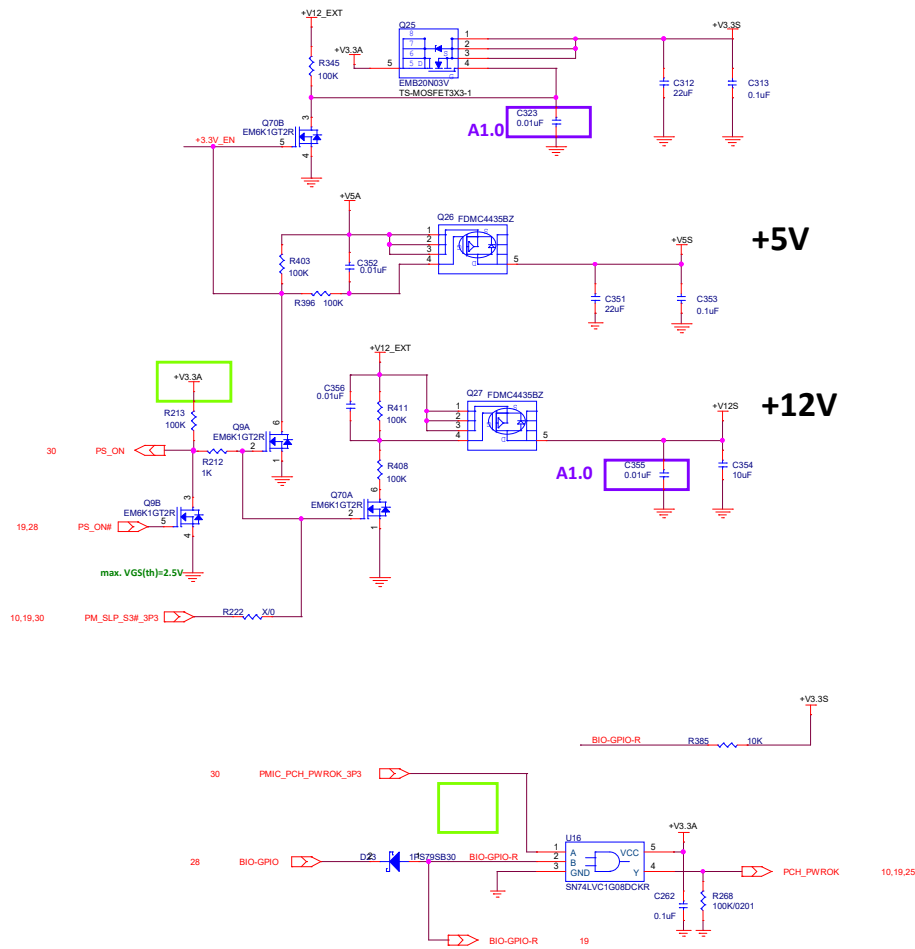 +V12_EXT
Q25
+V3.3A
+V3.3S
8
7
6
5
D
S
G
1
2
3
4
5
R345
100K
EMB20N03V
TS-MOSFET3X3-1
C312
22uF
C313
0.1uF
C323
0.01uF
A1.0
Q70B
EM6K1GT2R
3
5
4
+3.3V_EN
+V5A
Q26
FDMC4435BZ
1
2
3
4
5
+5V
+V5S
R403
100K
C352
0.01uF
R396
100K
C351
22uF
C353
0.1uF
+V12_EXT
+V3.3A
C356
0.01uF
R411
100K
Q27
FDMC4435BZ
1
2
3
4
5
+12V
+V12S
R213
100K
Q9A
EM6K1GT2R
6
2
1
30
PS_ON
R212
1K
R408
100K
A1.0
C355
0.01uF
C354
10uF
Q9B
EM6K1GT2R
3
5
4
Q70A
EM6K1GT2R
6
2
1
19,28
PS_ON#
max. VGS(th)=2.5V
10,19,30
PM_SLP_S3#_3P3
R222
X/0
+V3.3S
BIO-GPIO-R
R385
10K
30
PMIC_PCH_PWROK_3P3
+V3.3A
U16
1
2
3
A
B
GND
VCC
Y
5
4
SN74LVC1G08DCKR
28
BIO-GPIO
D23
2
1
1PS79SB30
BIO-GPIO-R
PCH_PWROK
10,19,25
C262
0.1uF
R268
100K/0201
BIO-GPIO-R
19